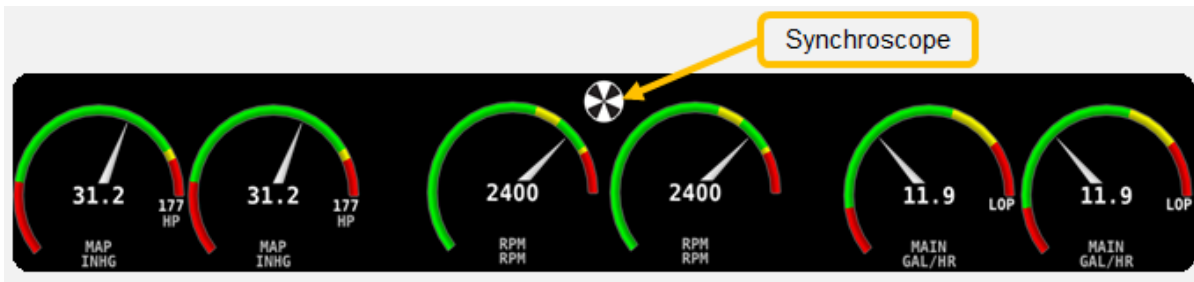 Synchroscope
31.2
177
HP
MAP
INHG
31.2
177
HP
MAP
INHG
2400
RPM
RPM
2400
RPM
RPM
11.9
LOP
MAIN
GAL/HR
11.9
LOP
MAIN
GAL/HR